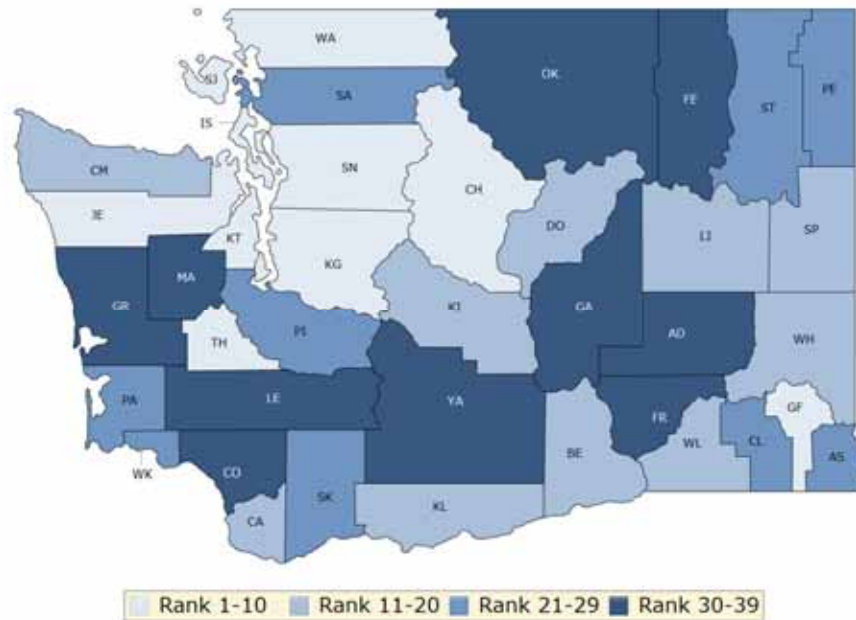 WA
OK
FE
ST
PE
SJ
SA
IS
SN
CH
CM
JE
KT
KG
DO
LI
SP
MA
GR
KI
GA
TH
PI
AD
WH
PA
LE
YA
FR
GF
WK
CO
SK
BE
WL
CL
AS
CA
KL
Rank 1-10 Rank 11-20 Rank 21-29 Rank 30-39